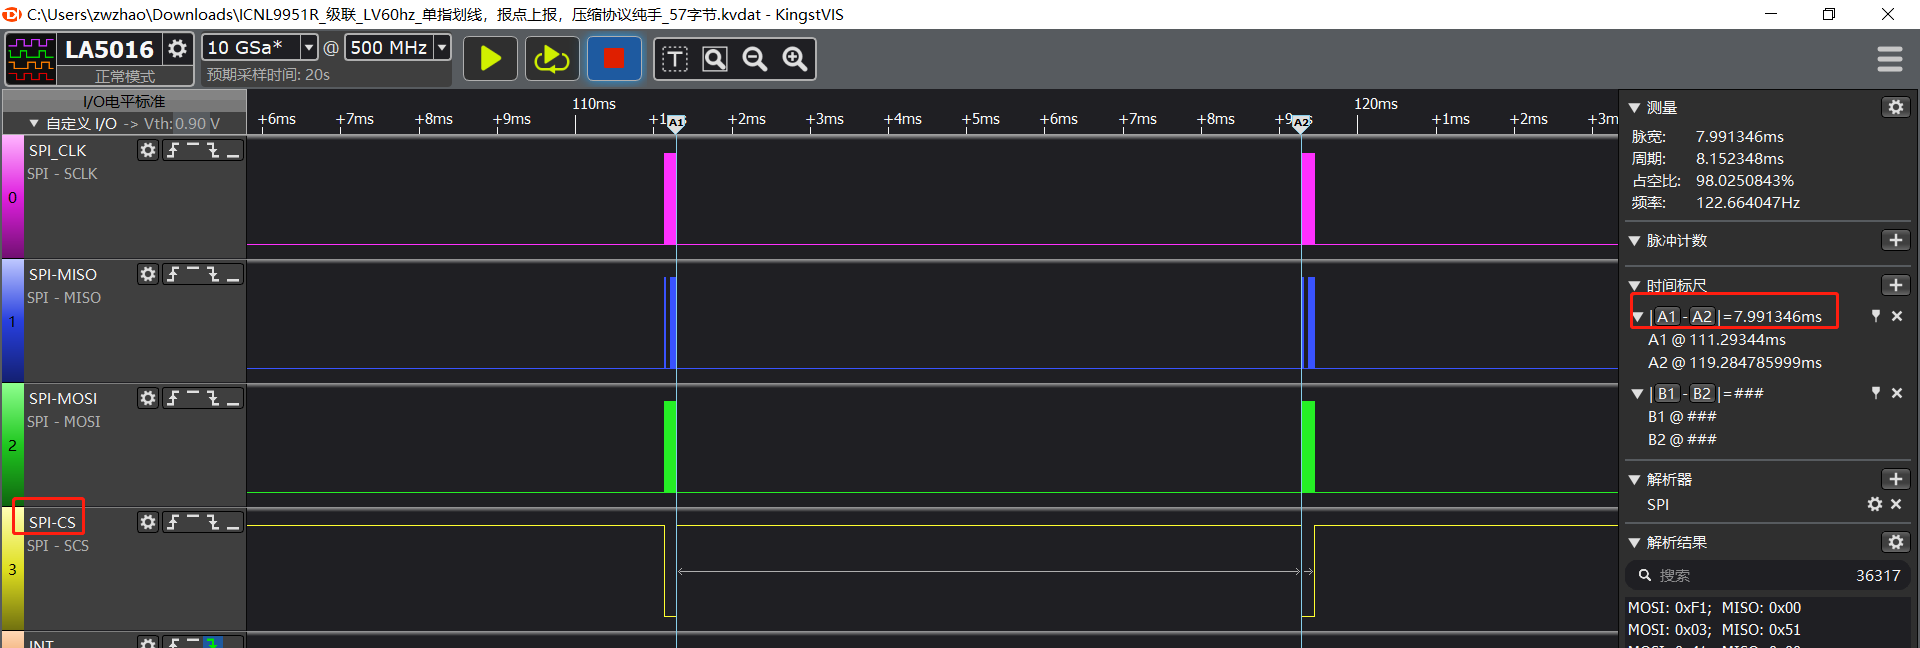 C:\Users\zwzhao\Downloads\ICNL9951R_级联_LV60hz_单指划线，报点上报，压缩协议纯手_57字节.kvdat - KingstVIS
LA5016
正常模式
10 GSa* @ 500 MHz
预期采样时间: 20s
I/O电平标准
自定义 I/O -> Vth: 0.90 V
110ms 120ms
+6ms +7ms +8ms +9ms +1 A1 +2ms +3ms +4ms +5ms +6ms +7ms +8ms +9 A2 +1ms +2ms +3m
0
SPI_CLK
SPI - SCLK
1
SPI-MISO
SPI - MISO
2
SPI-MOSI
SPI - MOSI
3
SPI-CS
SPI - SCS
INT
测量
脉宽: 7.991346ms
周期: 8.152348ms
占空比: 98.0250843%
频率: 122.664047Hz
脉冲计数
时间标尺
|A1-A2|=7.991346ms
A1 @ 111.29344ms
A2 @ 119.284785999ms
|B1-B2|=###
B1 @ ###
B2 @ ###
解析器
SPI
解析结果
搜索 36317
MOSI: 0xF1; MISO: 0x00
MOSI: 0x03; MISO: 0x51